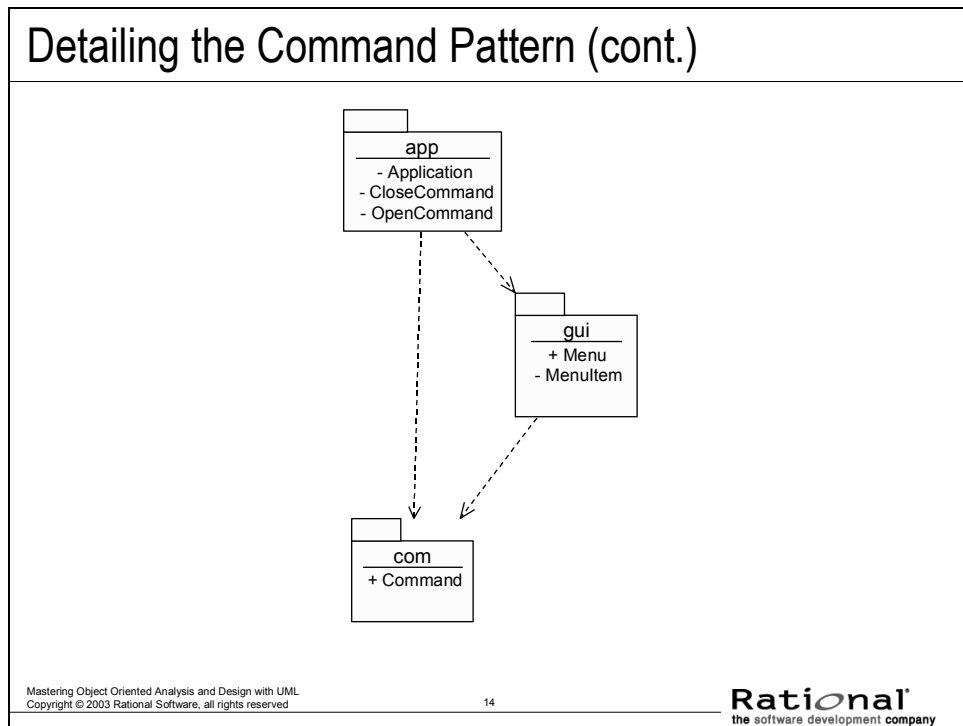 Detailing the Command Pattern (cont.)
app
- Application
- CloseCommand
- OpenCommand
gui
+ Menu
- MenuItem
com
+ Command
Mastering Object Oriented Analysis and Design with UML
Copyright © 2003 Rational Software, all rights reserved
14
Rational
the software development company